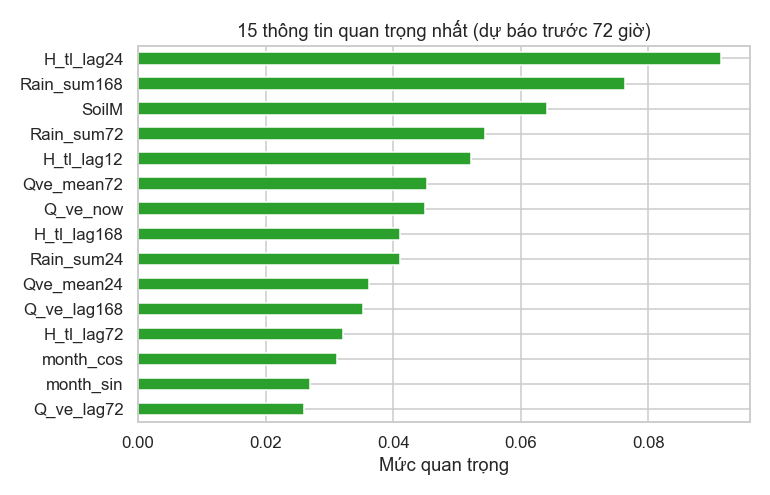 15 thông tin quan trọng nhất (dự báo trước 72 giờ)
H_tl_lag24
Rain_sum168
SoilM
Rain_sum72
H_tl_lag12
Qve_mean72
Q_ve_now
H_tl_lag168
Rain_sum24
Qve_mean24
Q_ve_lag168
H_tl_lag72
month_cos
month_sin
Q_ve_lag72
0.00 0.02 0.04 0.06 0.08
Mức quan trọng